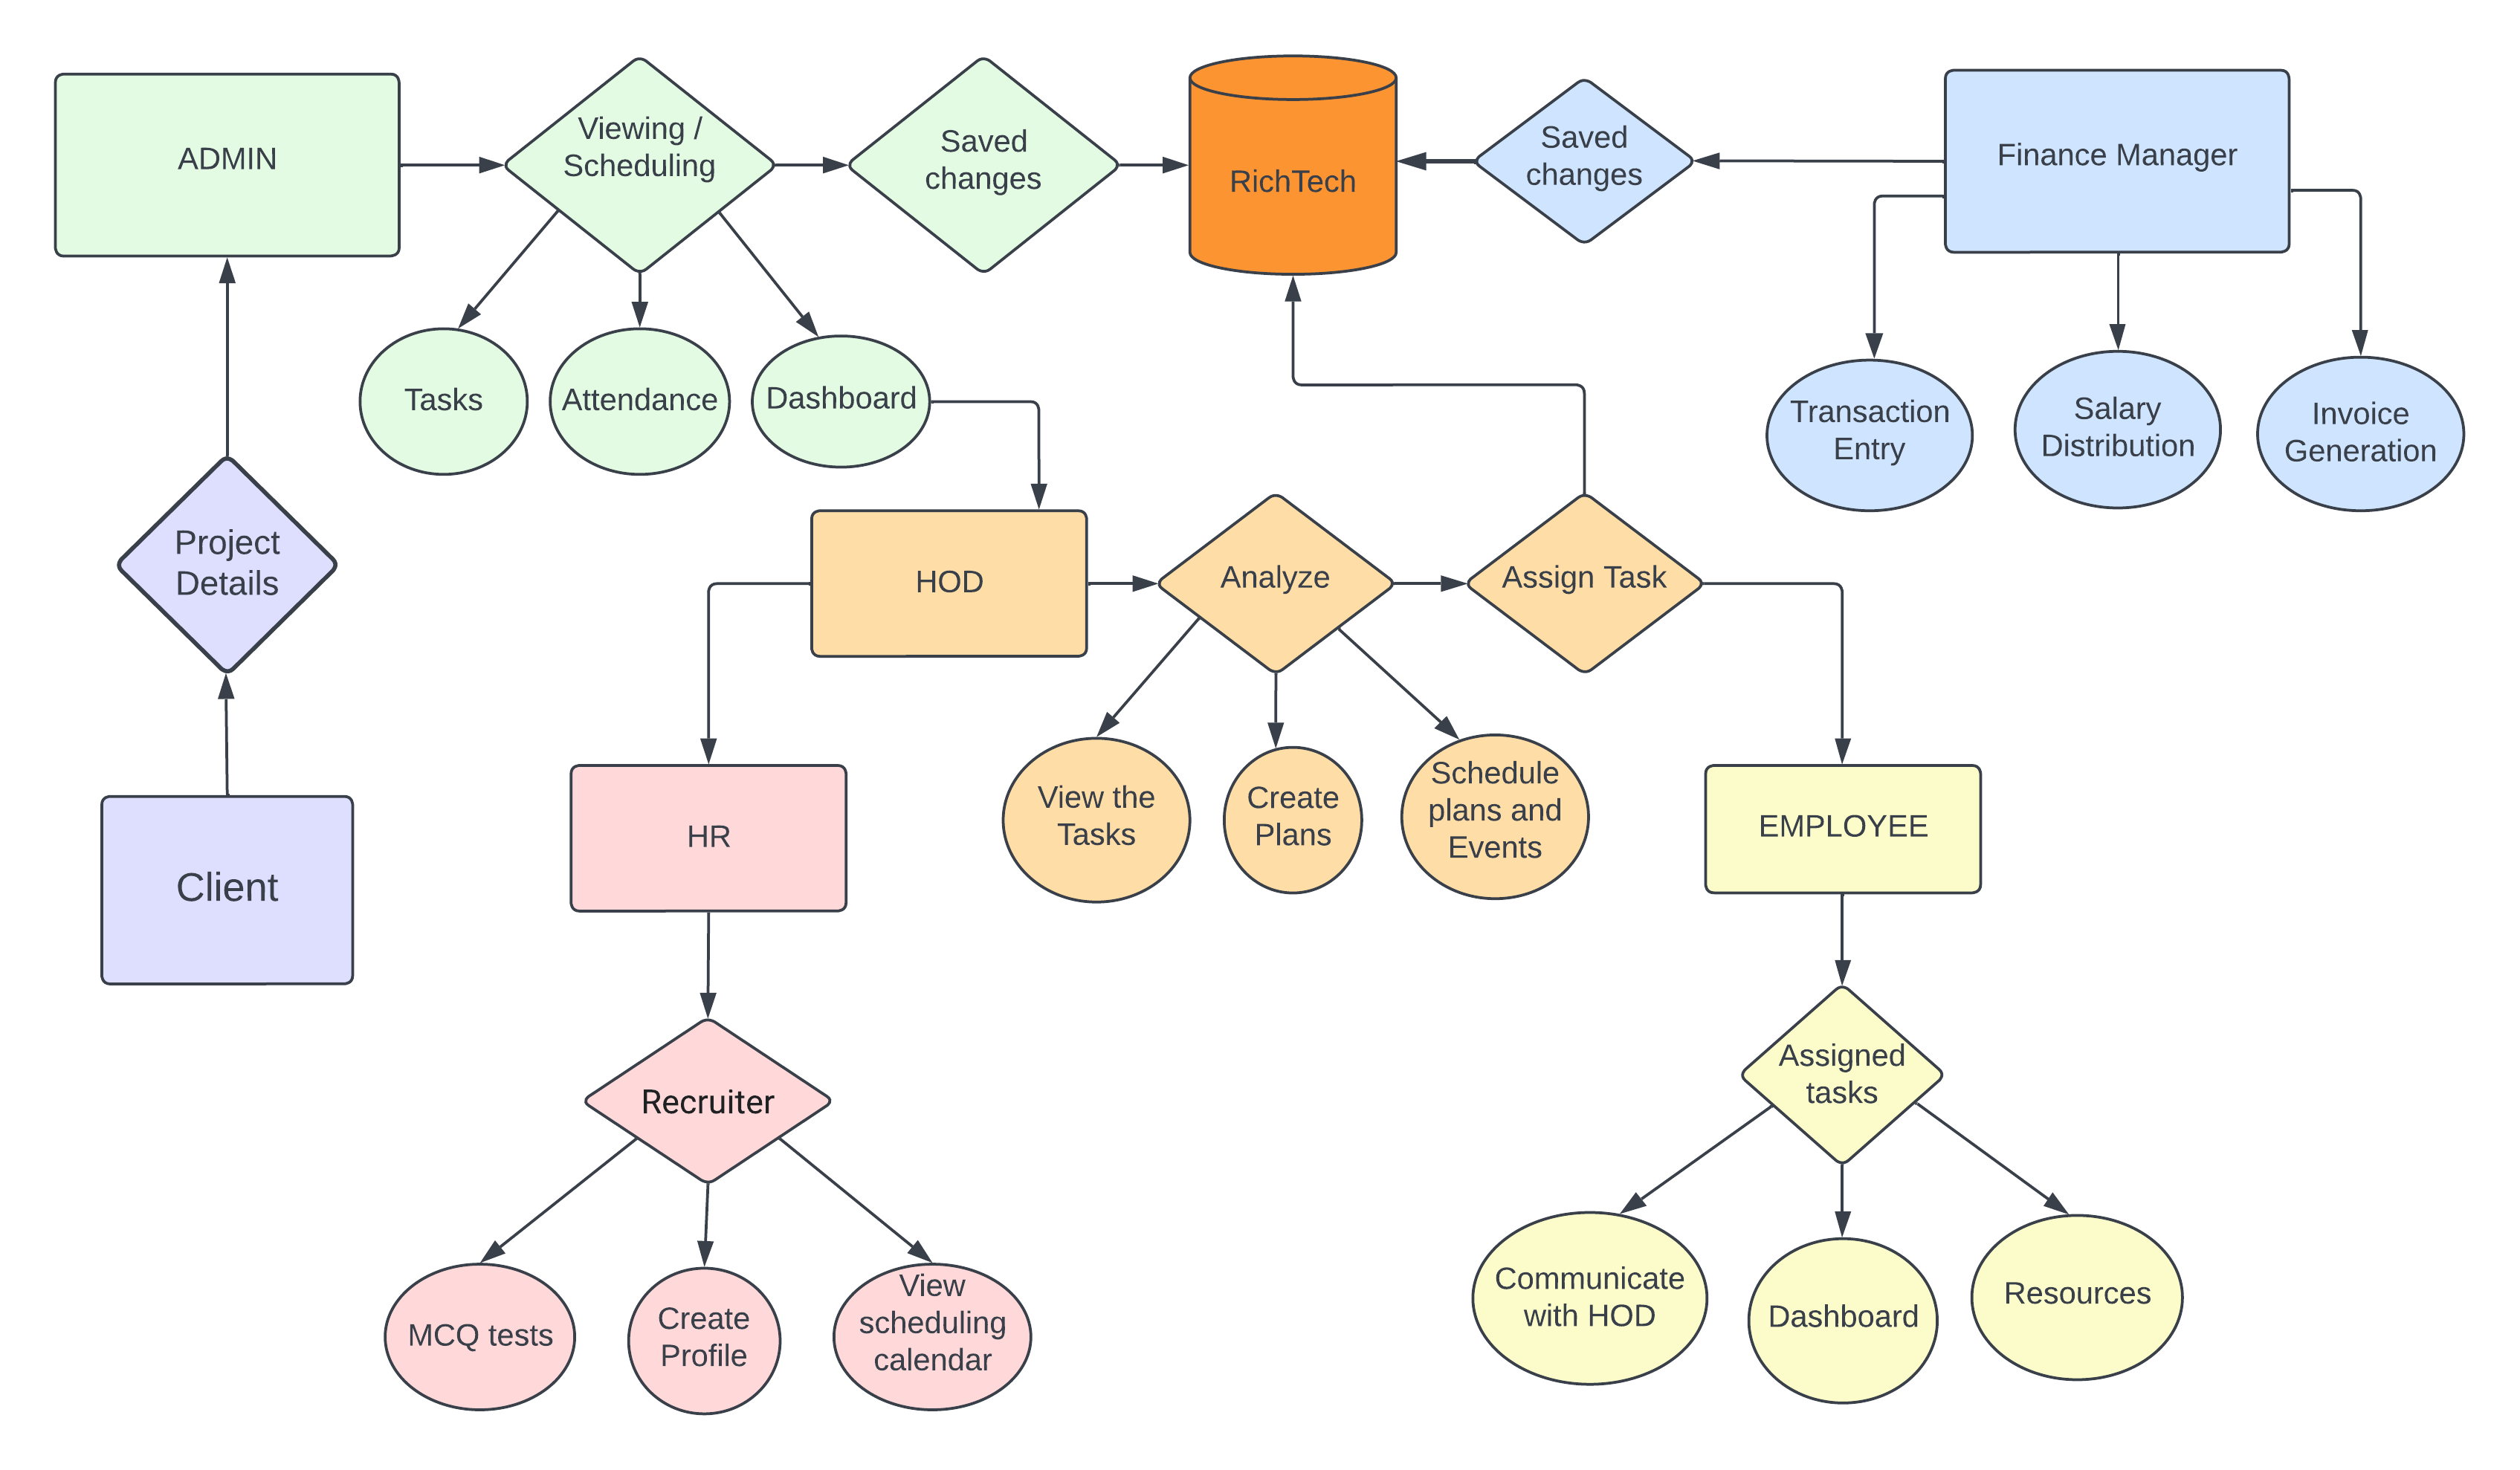 ADMIN
Viewing /
Scheduling
Saved
changes
RichTech
Saved
changes
Finance Manager
Tasks
Attendance
Dashboard
Transaction
Entry
Salary
Distribution
Invoice
Generation
Project
Details
HOD
Analyze
Assign Task
Client
HR
View the
Tasks
Create
Plans
Schedule
plans and
Events
EMPLOYEE
Recruiter
Assigned
tasks
MCQ tests
Create
Profile
View
scheduling
calendar
Communicate
with HOD
Dashboard
Resources